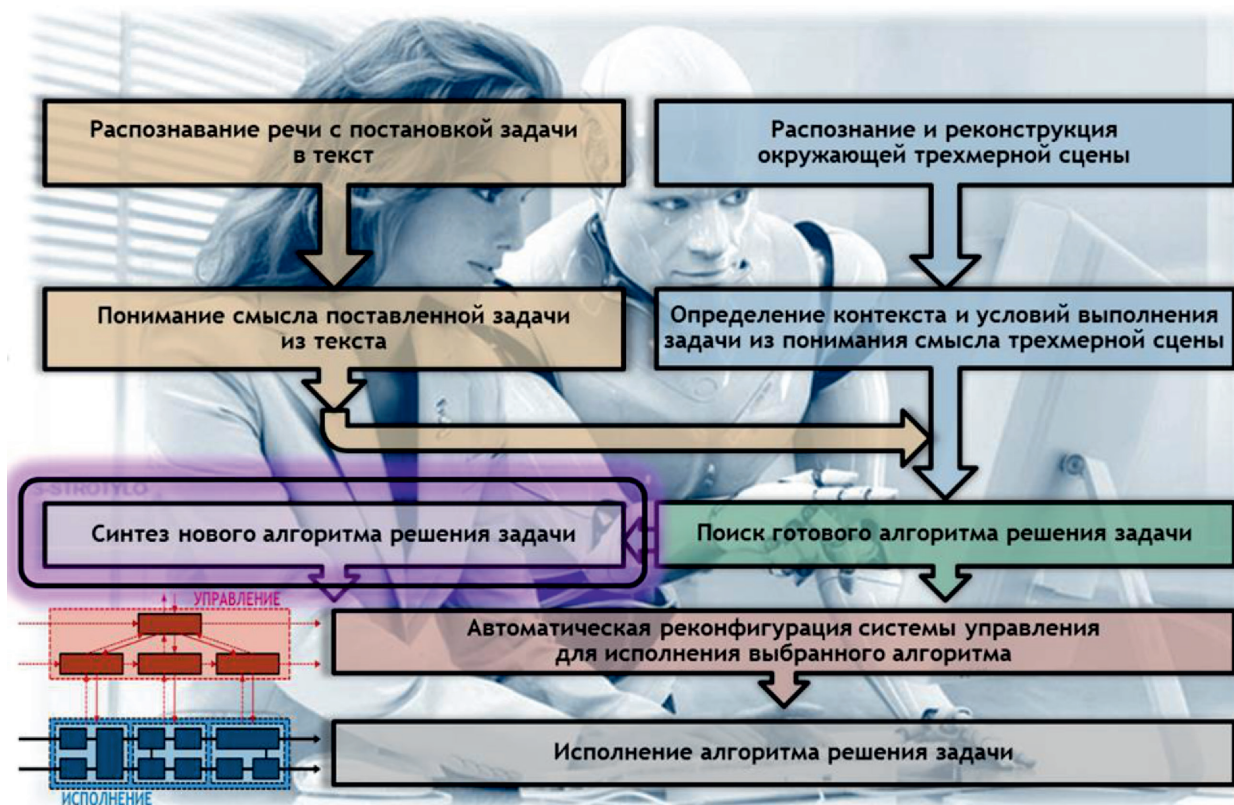 Распознавание речи с постановкой задачи
в текст
Распознание и реконструкция
окружающей трехмерной сцены
Понимание смысла поставленной задачи
из текста
Определение контекста и условий выполнения
задачи из понимания смысла трехмерной сцены
S-STROTYLO
Синтез нового алгоритма решения задачи
Поиск готового алгоритма решения задачи
УПРАВЛЕНИЕ
Автоматическая реконфигурация системы управления
для исполнения выбранного алгоритма
Исполнение алгоритма решения задачи
ИСПОЛНЕНИЕ